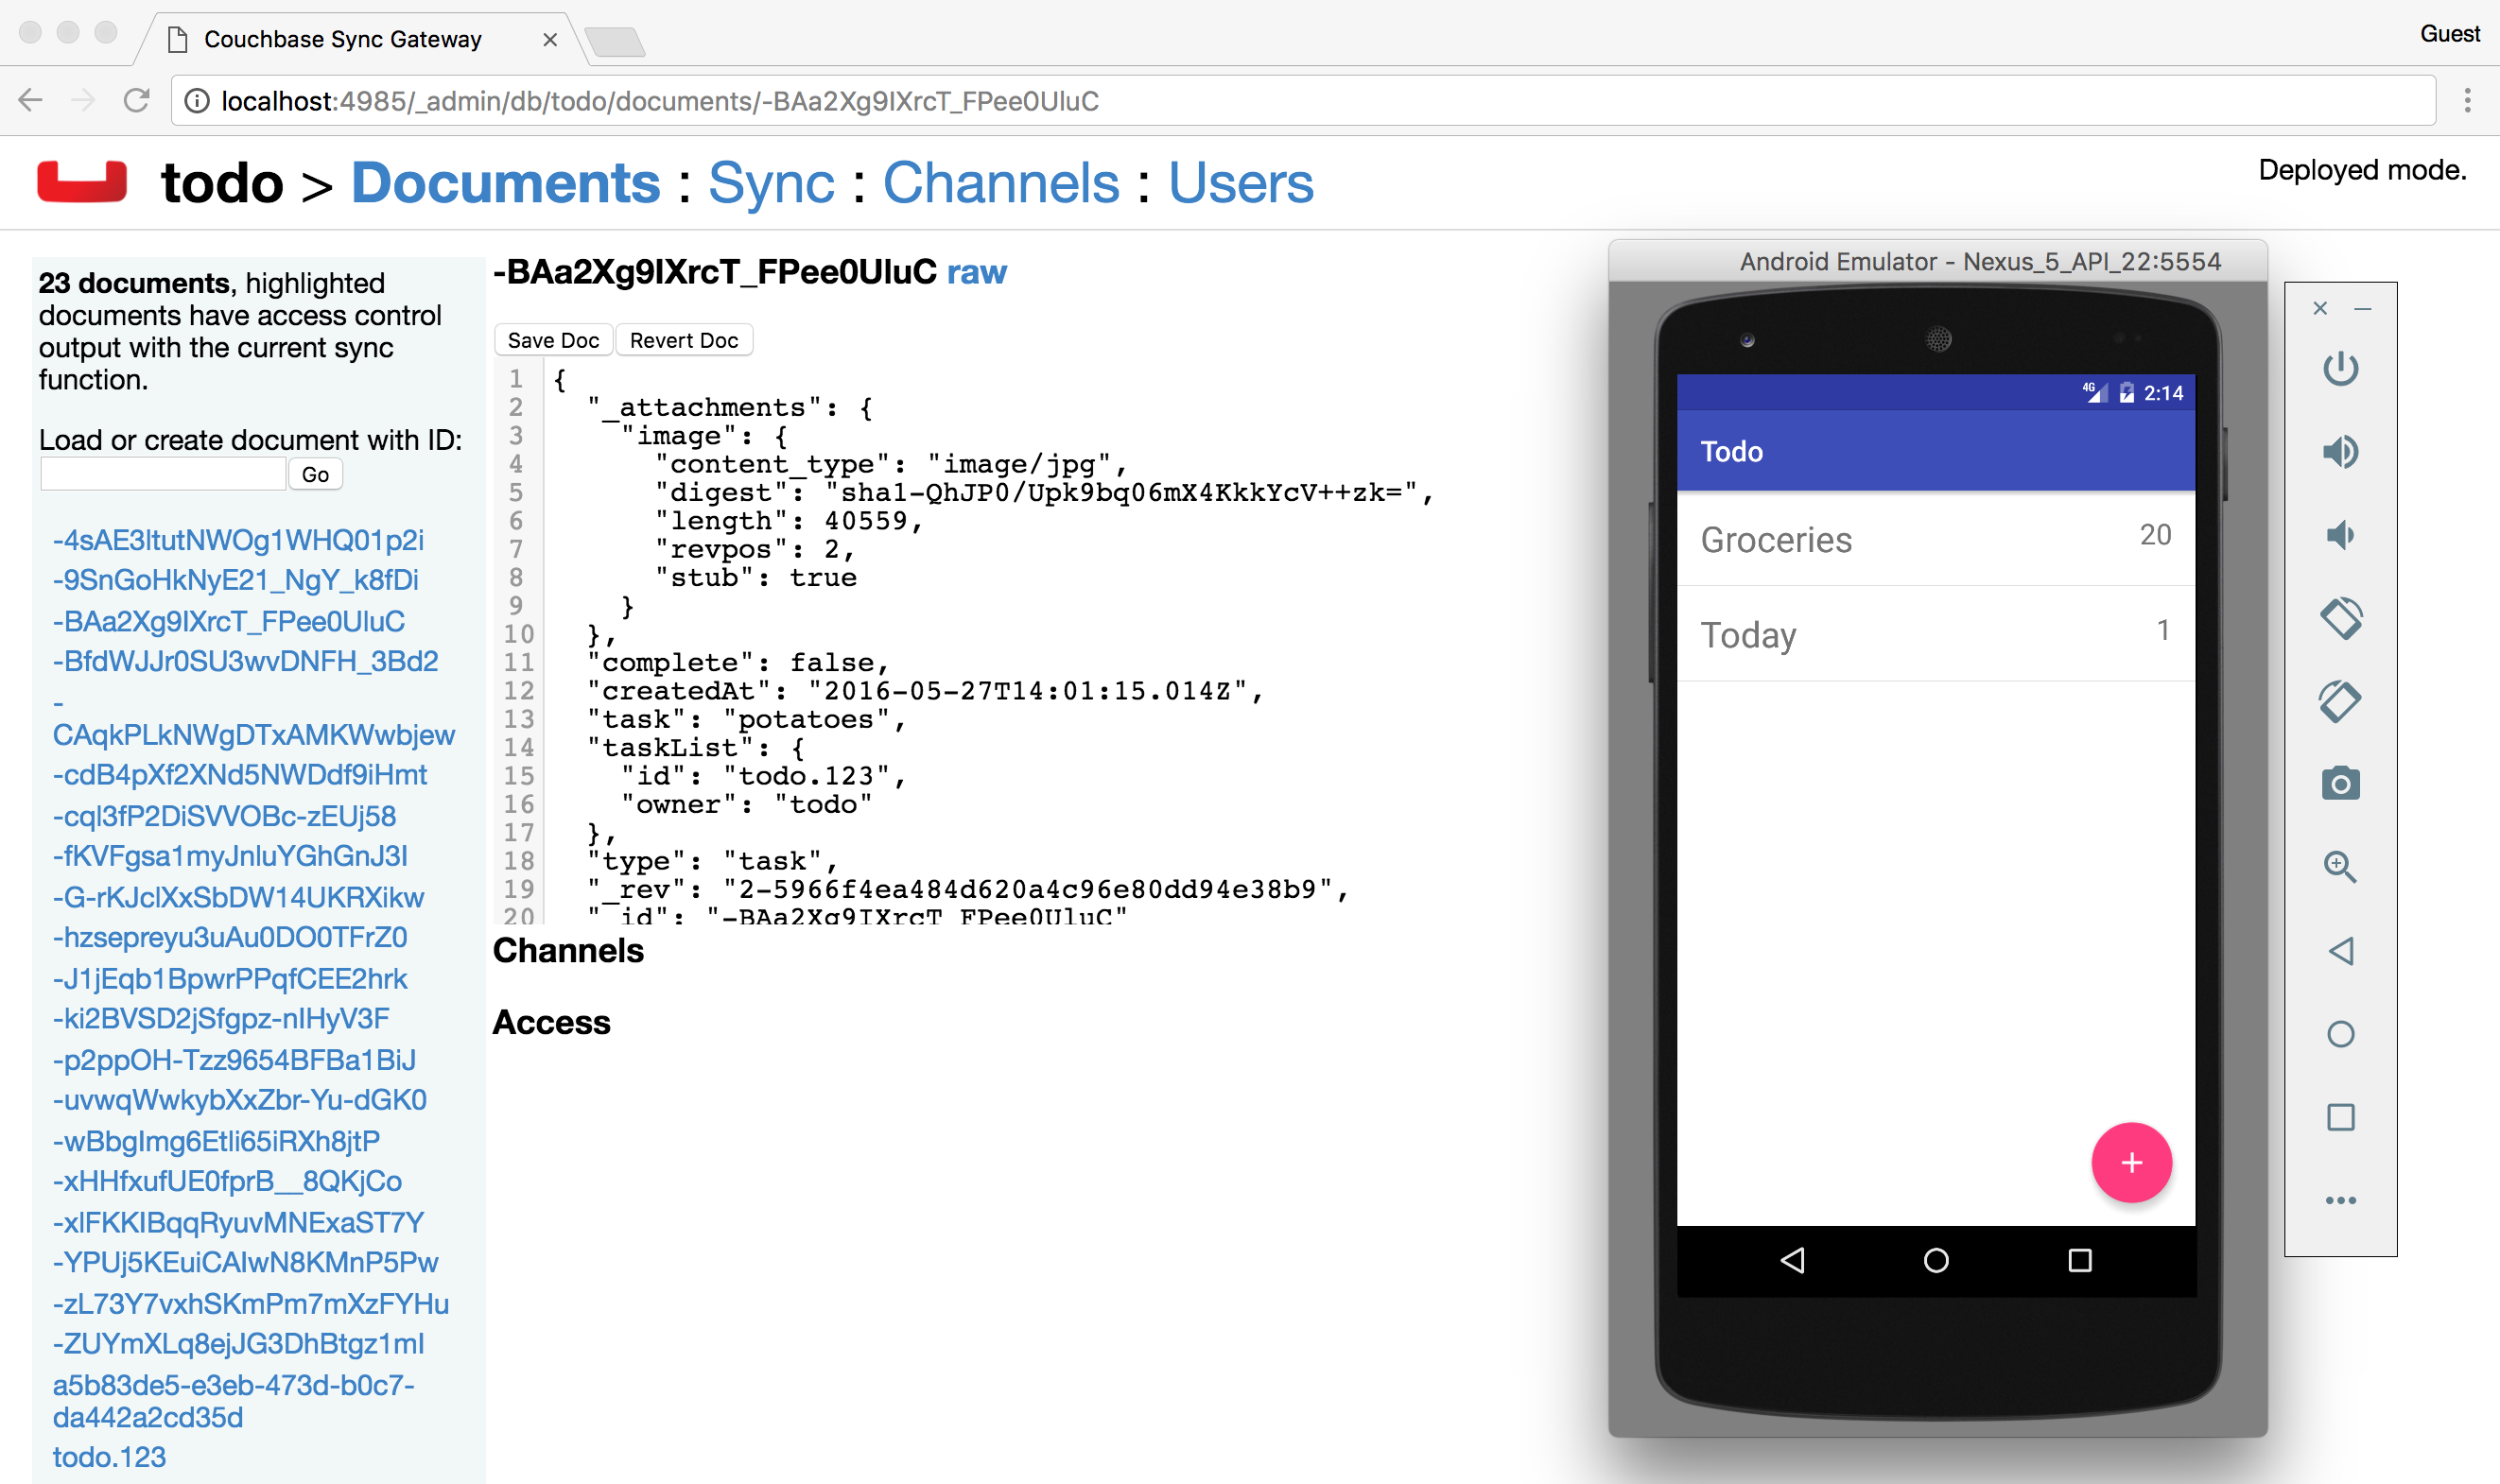 Couchbase Sync Gateway
Guest
localhost:4985/_admin/db/todo/documents/-BAa2Xg9IXrcT_FPee0UluC
todo > Documents : Sync : Channels : Users
Deployed mode.
23 documents, highlighted
documents have access control
output with the current sync
function.
Load or create document with ID:
Go
-4sAE3ltutNWOg1WHQ01p2i
-9SnGoHkNyE21_NgY_k8fDi
-BAa2Xg9IXrcT_FPee0UluC
-BfdWJJr0SU3wvDNFH_3Bd2
-
CAqkPLkNWgDTxAMKWwbjew
-cdB4pXf2XNd5NWDdf9iHmt
-cql3fP2DiSVVOBc-zEUj58
-fKVFgsa1myJnluYGhGnJ3I
-G-rKJclXxSbDW14UKRXikw
-hzsepreyu3uAu0DO0TFrZ0
-J1jEqb1BpwrPPqfCEE2hrk
-ki2BVSD2jSfgpz-nIHyV3F
-p2ppOH-Tzz9654BFBa1BiJ
-uvwqWwkybXxZbr-Yu-dGK0
-wBbgImg6Etli65iRXh8jtP
-xHHfxufUE0fprB__8QKjCo
-xlFKKIBqqRyuvMNExaST7Y
-YPUj5KEuiCAIwN8KMnP5Pw
-zL73Y7vxhSKmPm7mXzFYHu
-ZUYmXLq8ejJG3DhBtgz1mI
a5b83de5-e3eb-473d-b0c7-
da442a2cd35d
todo.123
-BAa2Xg9IXrcT_FPee0UluC raw
Save Doc Revert Doc
1 {
2 "_attachments": {
3 "image": {
4 "content_type": "image/jpg",
5 "digest": "sha1-QhJP0/Upk9bq06mX4KkkYcV++zk=",
6 "length": 40559,
7 "revpos": 2,
8 "stub": true
9 }
10 },
11 "complete": false,
12 "createdAt": "2016-05-27T14:01:15.014Z",
13 "task": "potatoes",
14 "taskList": {
15 "id": "todo.123",
16 "owner": "todo"
17 },
18 "type": "task",
19 "_rev": "2-5966f4ea484d620a4c96e80dd94e38b9",
20 "_id": "-BAa2Xg9IXrcT_FPee0UluC"
Channels
Access
Android Emulator - Nexus_5_API_22:5554
4G 2:14
Todo
Groceries 20
Today 1